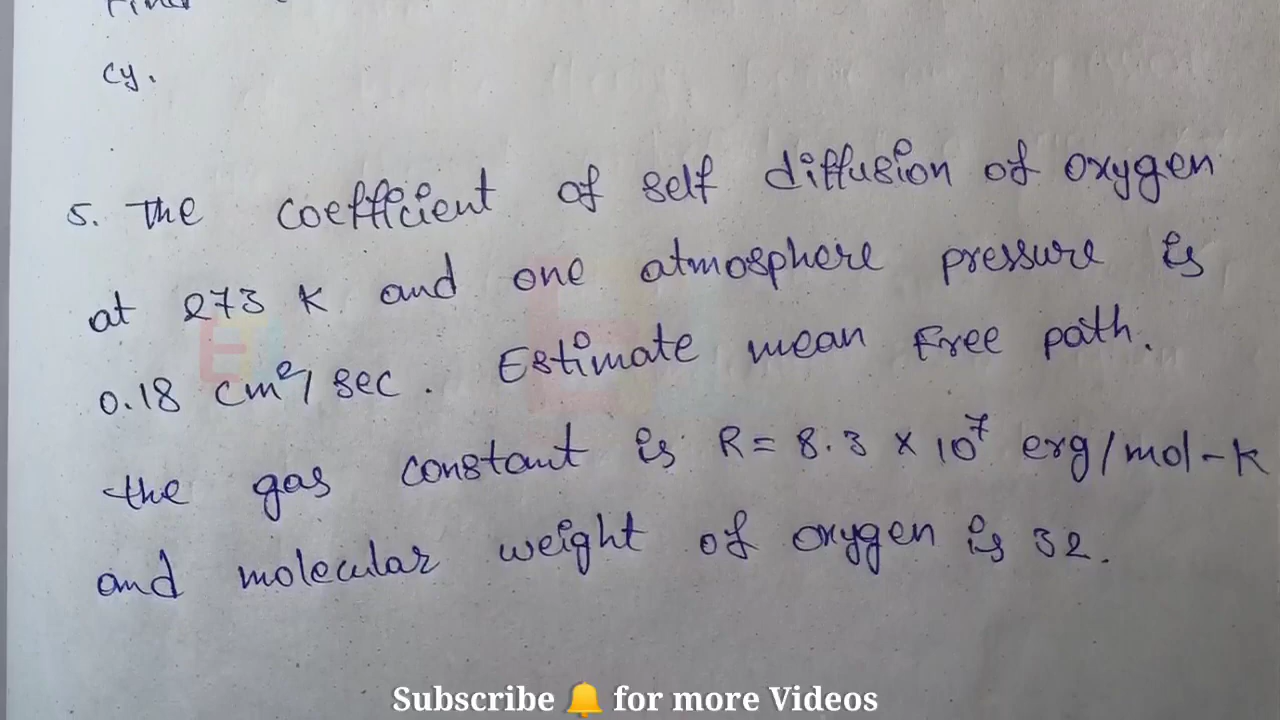 cy.
5. The coefficient of self diffusion of oxygen
at 273 K and one atmosphere pressure is
0.18 cm²/sec. Estimate mean free path.
the gas constant is R = 8.3 × 10⁷ erg/mol-K
and molecular weight of oxygen is 32.
Subscribe 🔔 for more Videos